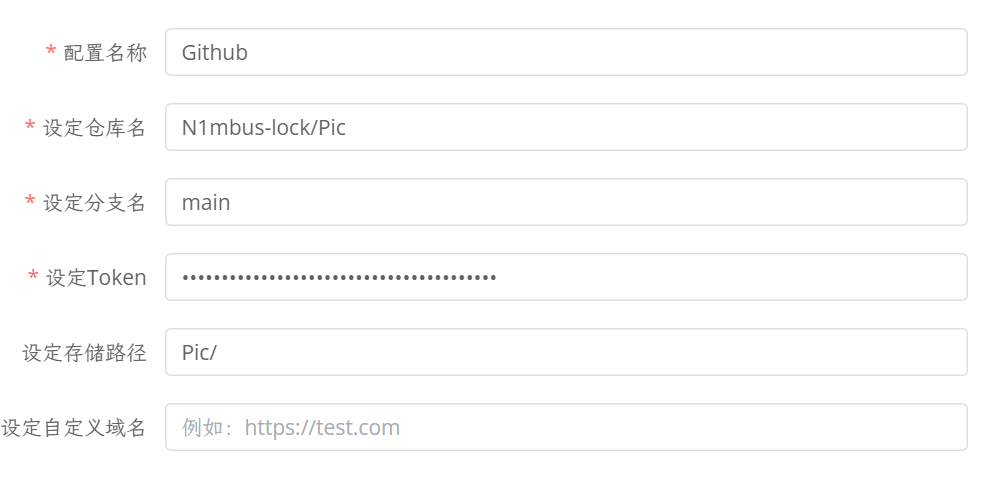 * 配置名称 Github
* 设定仓库名 N1mbus-lock/Pic
* 设定分支名 main
* 设定Token ••••••••••••••••••••••••••••••••••••••••
设定存储路径 Pic/
设定自定义域名 例如：https://test.com